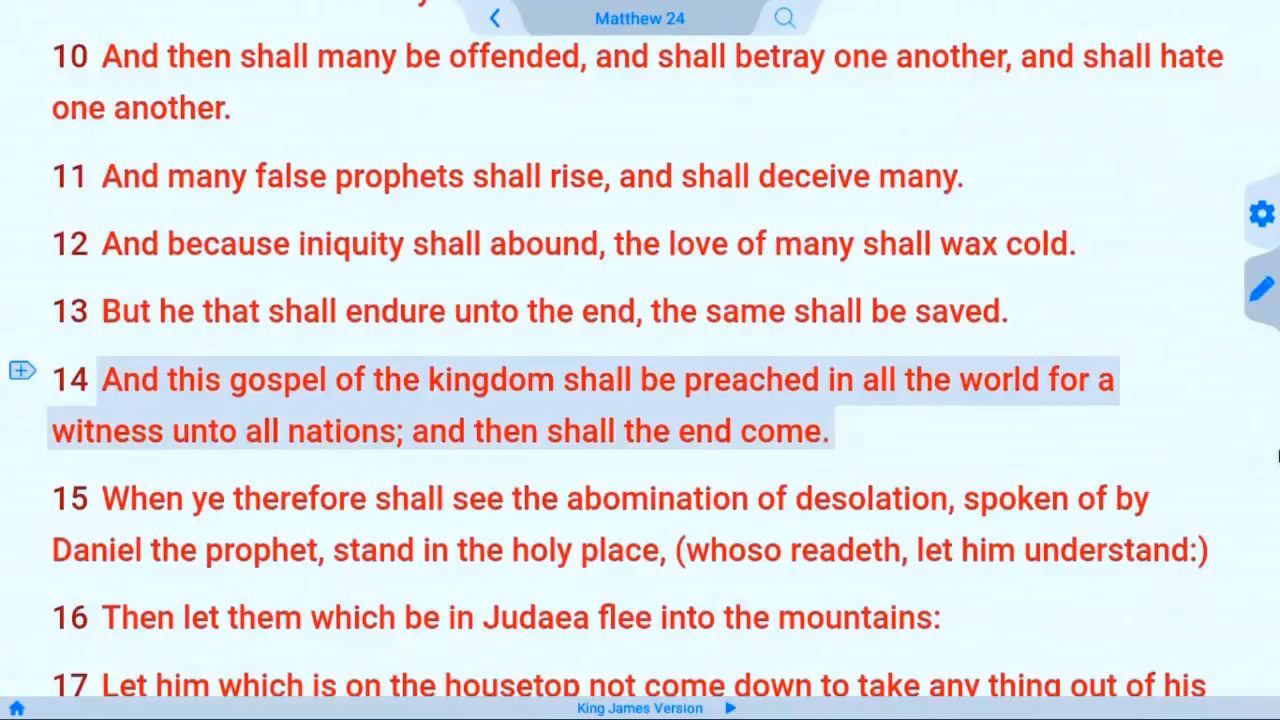 Matthew 24
10 And then shall many be offended, and shall betray one another, and shall hate
one another.
11 And many false prophets shall rise, and shall deceive many.
12 And because iniquity shall abound, the love of many shall wax cold.
13 But he that shall endure unto the end, the same shall be saved.
14 And this gospel of the kingdom shall be preached in all the world for a
witness unto all nations; and then shall the end come.
15 When ye therefore shall see the abomination of desolation, spoken of by
Daniel the prophet, stand in the holy place, (whoso readeth, let him understand:)
16 Then let them which be in Judaea flee into the mountains:
17 Let him which is on the housetop not come down to take any thing out of his
King James Version